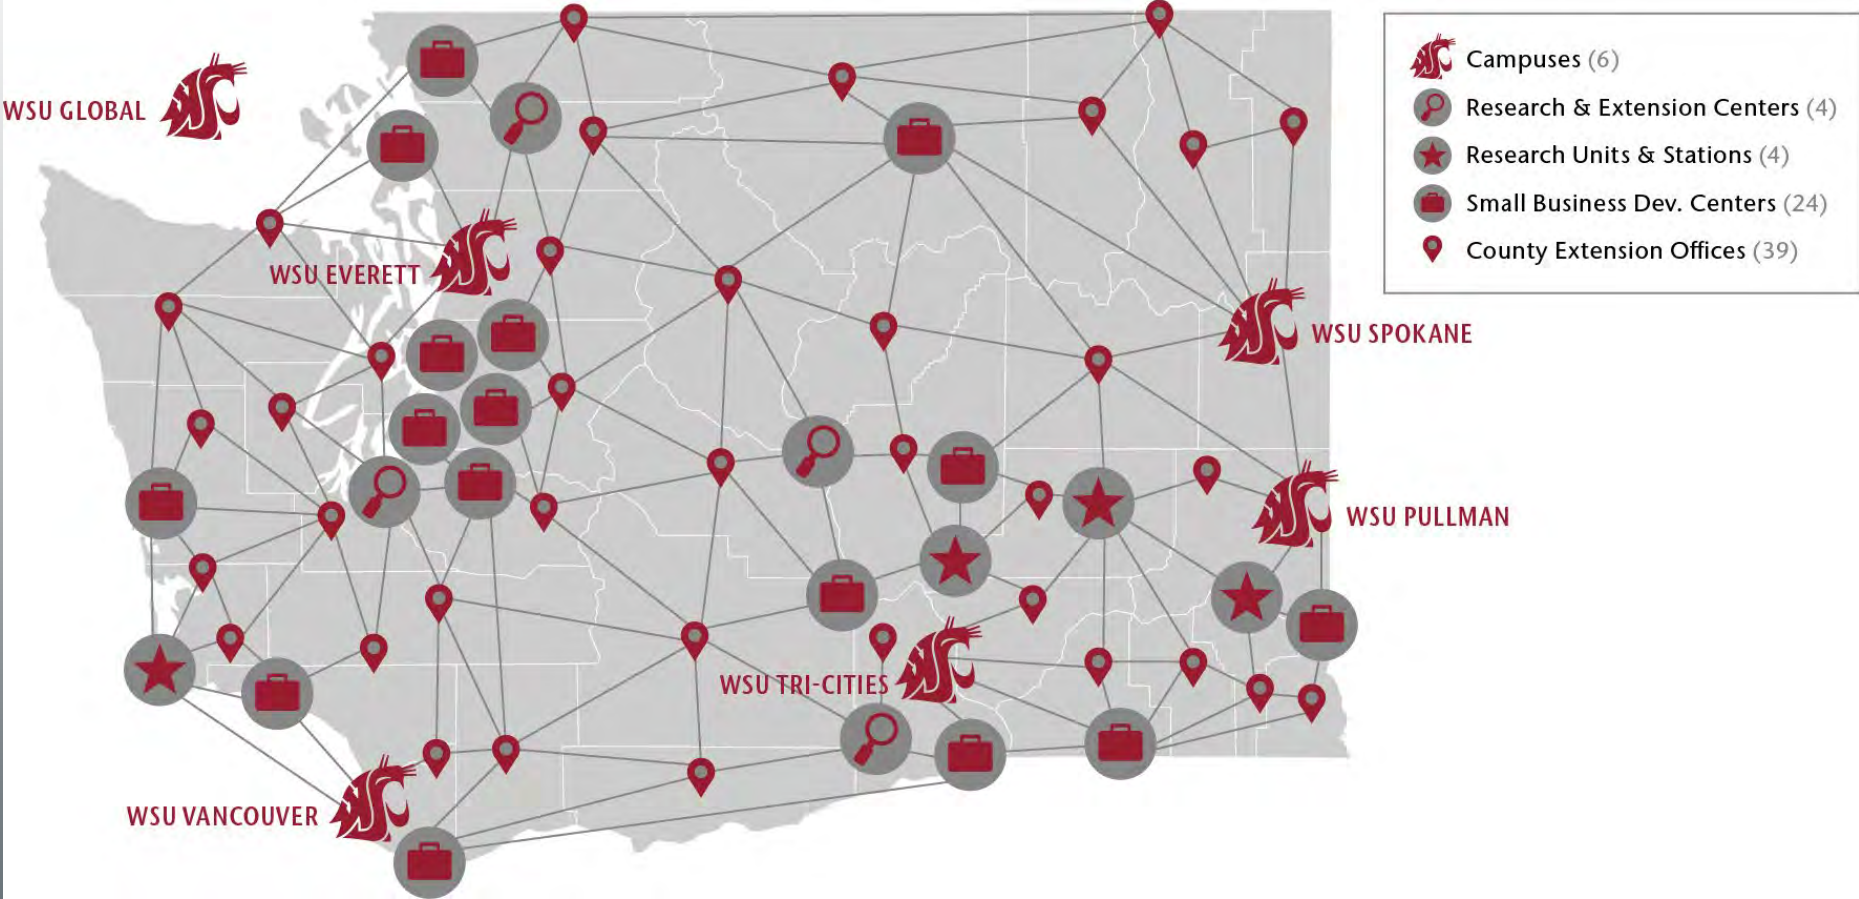 WSU GLOBAL
WSU EVERETT
WSU SPOKANE
WSU PULLMAN
WSU TRI-CITIES
WSU VANCOUVER
Campuses (6)
Research & Extension Centers (4)
Research Units & Stations (4)
Small Business Dev. Centers (24)
County Extension Offices (39)